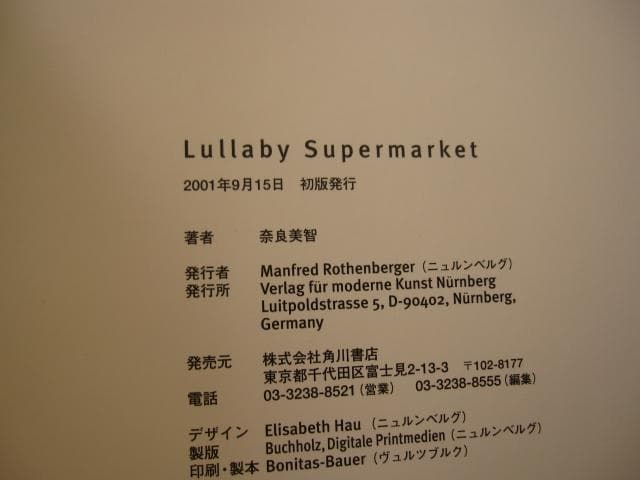 Lullaby Supermarket
2001年9月15日　初版発行
著者　奈良美智
発行者　Manfred Rothenberger（ニュルンベルグ）
発行所　Verlag für moderne Kunst Nürnberg
Luitpoldstrasse 5, D-90402, Nürnberg,
Germany
発売元　株式会社角川書店
東京都千代田区富士見2-13-3　〒102-8177
電話　03-3238-8521（営業）　03-3238-8555（編集）
デザイン　Elisabeth Hau（ニュルンベルグ）
製版　Buchholz, Digitale Printmedien（ニュルンベルグ）
印刷・製本　Bonitas-Bauer（ヴュルツブルク）